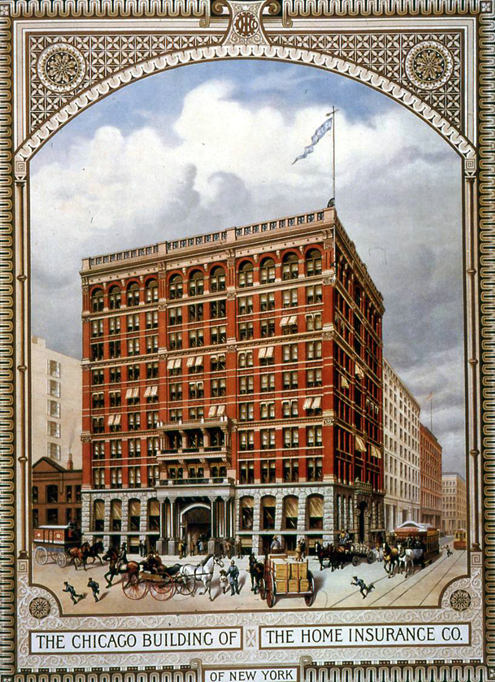 THE CHICAGO BUILDING OF THE HOME INSURANCE CO.
OF NEW YORK